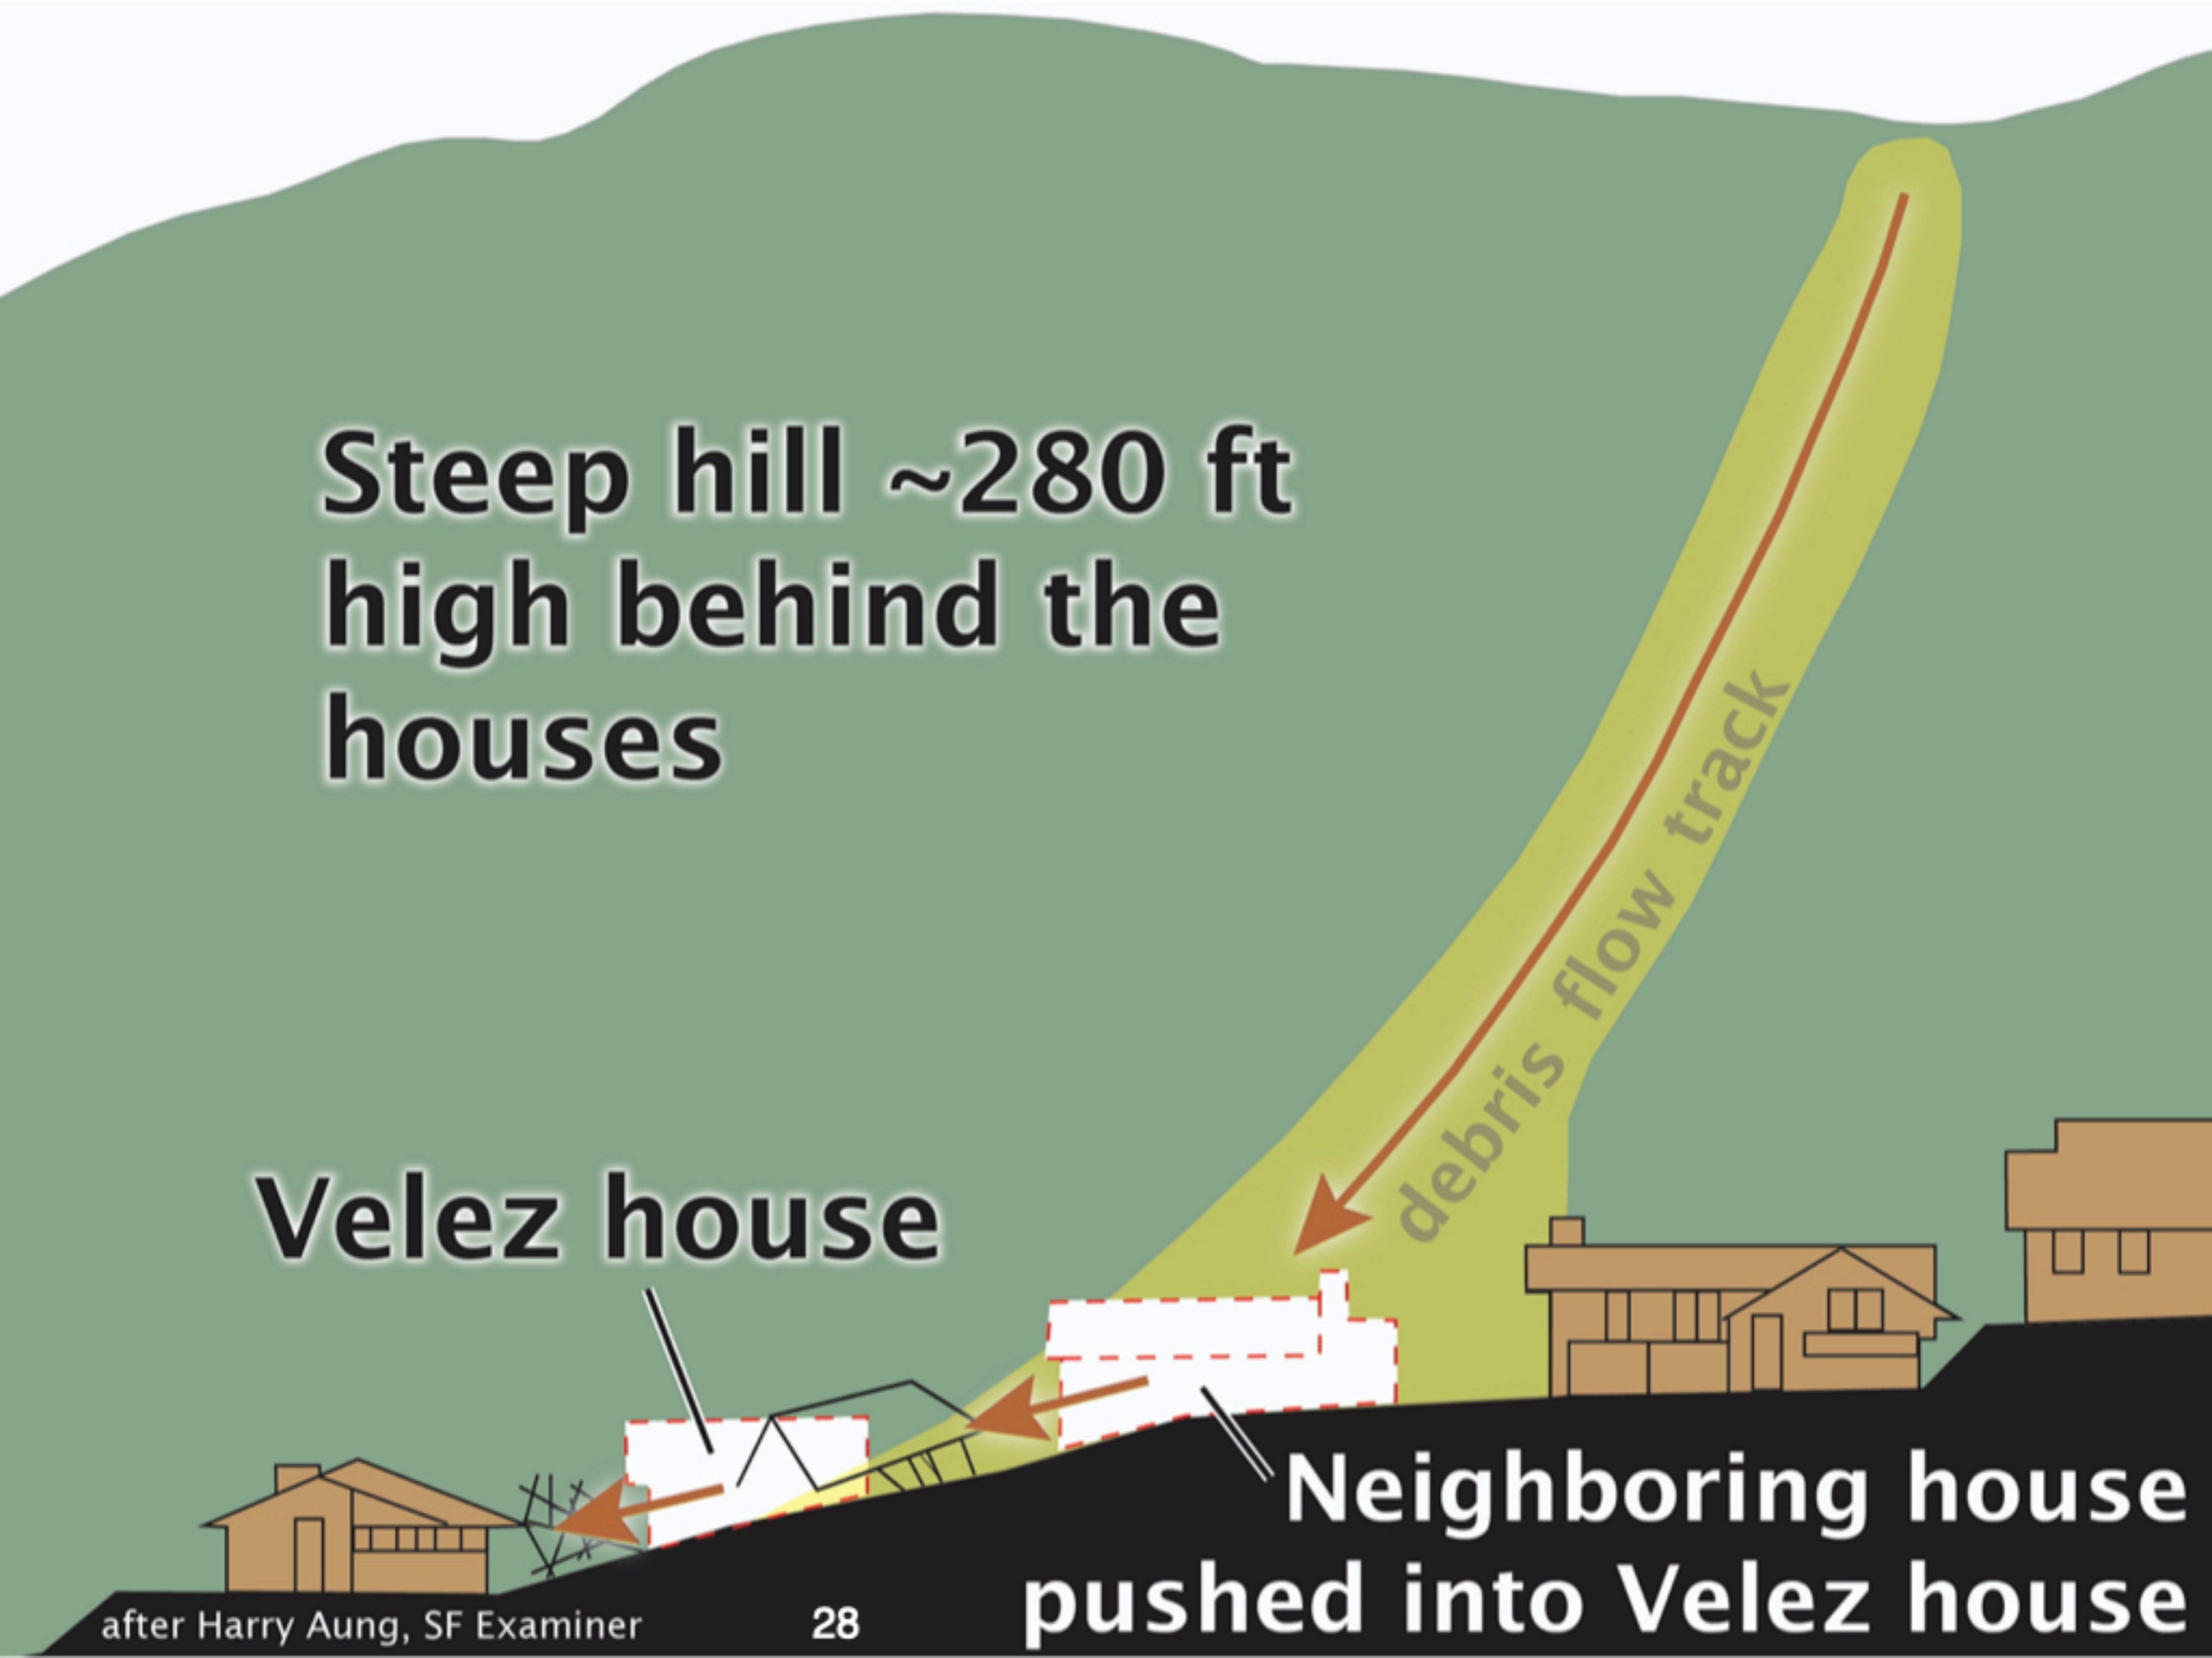 Steep hill ~280 ft
high behind the
houses
debris flow track
Velez house
Neighboring house
pushed into Velez house
after Harry Aung, SF Examiner
28